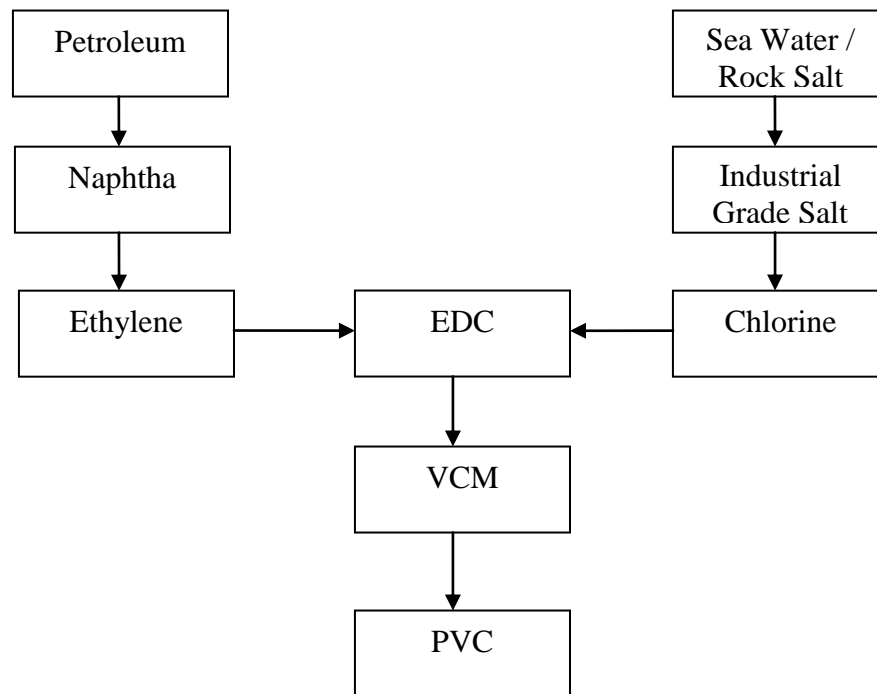 Petroleum
Sea Water /
Rock Salt
Naphtha
Industrial
Grade Salt
Ethylene
EDC
Chlorine
VCM
PVC